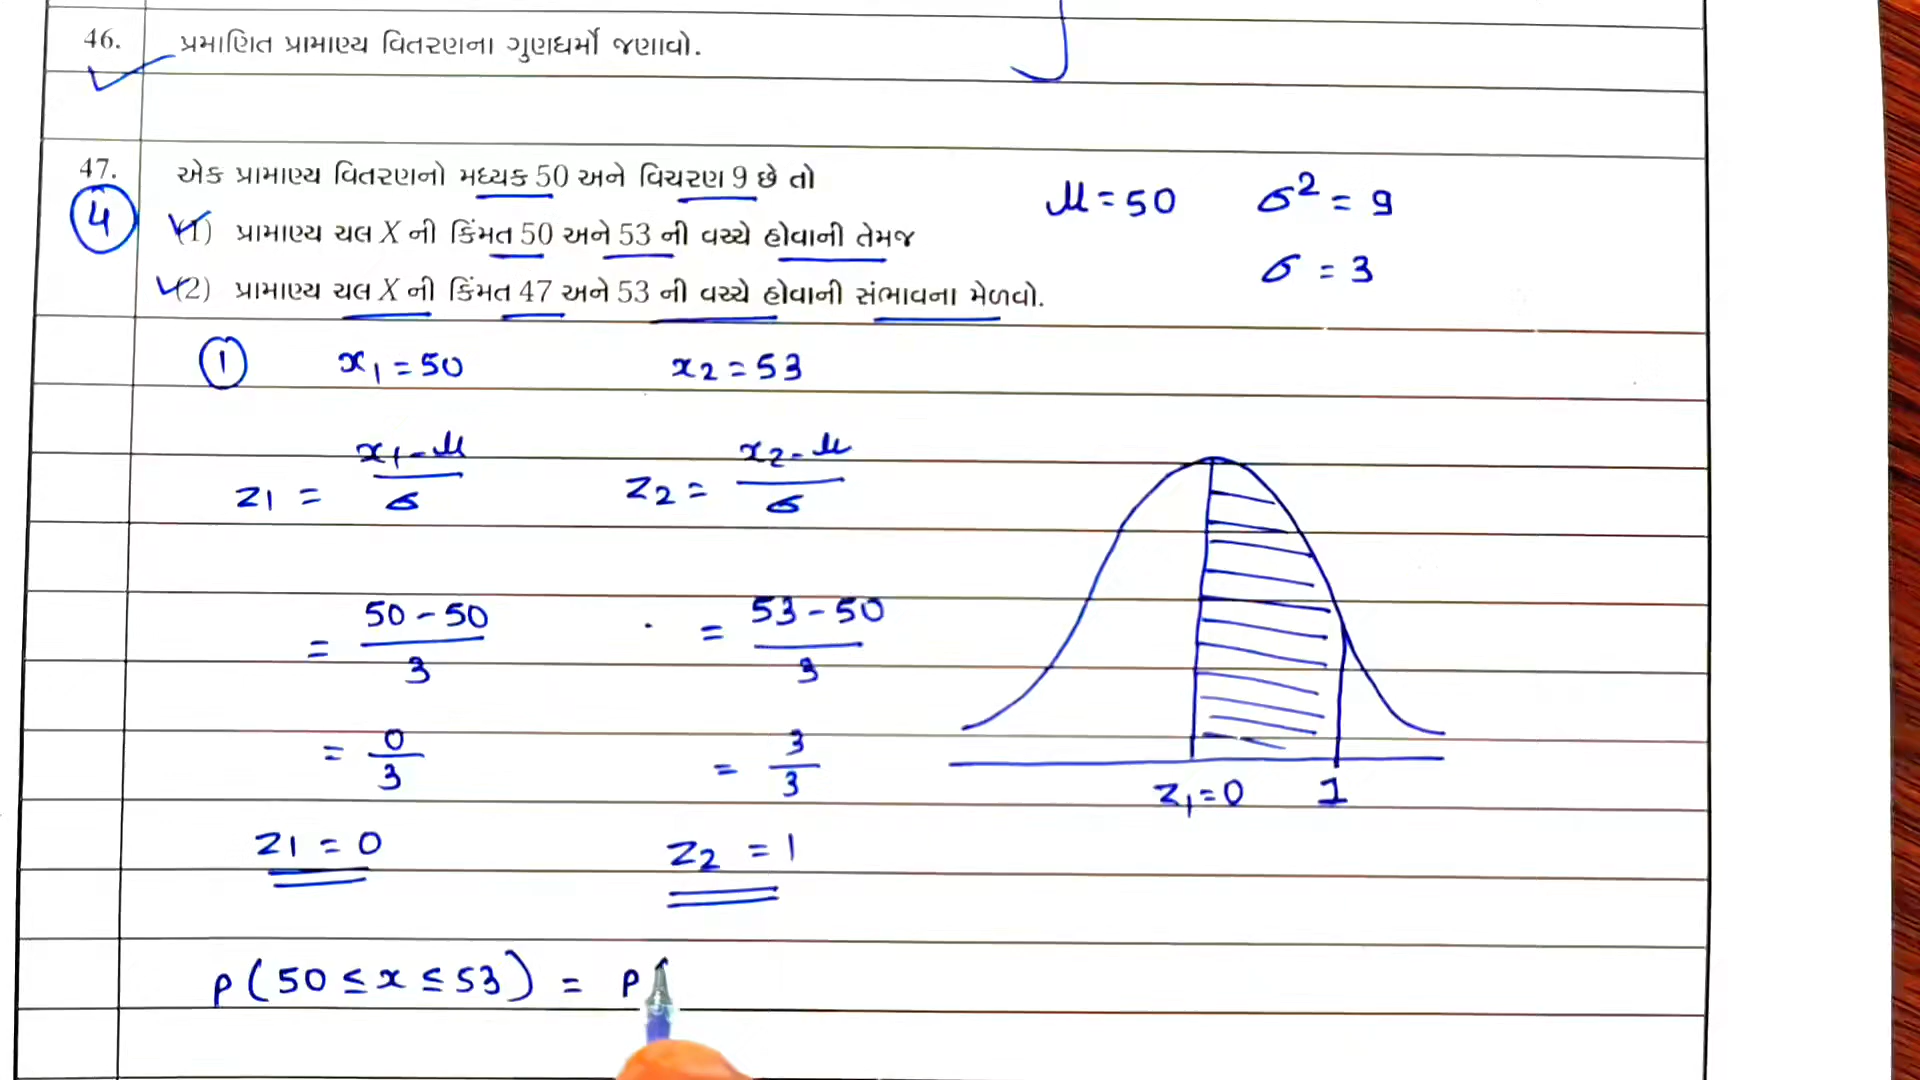 46. પ્રમાણિત પ્રામાણ્ય વિતરણના ગુણધર્મો જણાવો.
47. એક પ્રામાણ્ય વિતરણનો મધ્યક 50 અને વિચરણ 9 છે તો
μ = 50 σ² = 9
4 (1) પ્રામાણ્ય ચલ X ની કિંમત 50 અને 53 ની વચ્ચે હોવાની તેમજ
σ = 3
(2) પ્રામાણ્ય ચલ X ની કિંમત 47 અને 53 ની વચ્ચે હોવાની સંભાવના મેળવો.
1 x1 = 50 x2 = 53
z1 = (x1 - μ)/σ z2 = (x2 - μ)/σ
= (50 - 50)/3 = (53 - 50)/3
= 0/3 = 3/3
z1 = 0 1
z1 = 0 z2 = 1
P(50 ≤ x ≤ 53) = P(